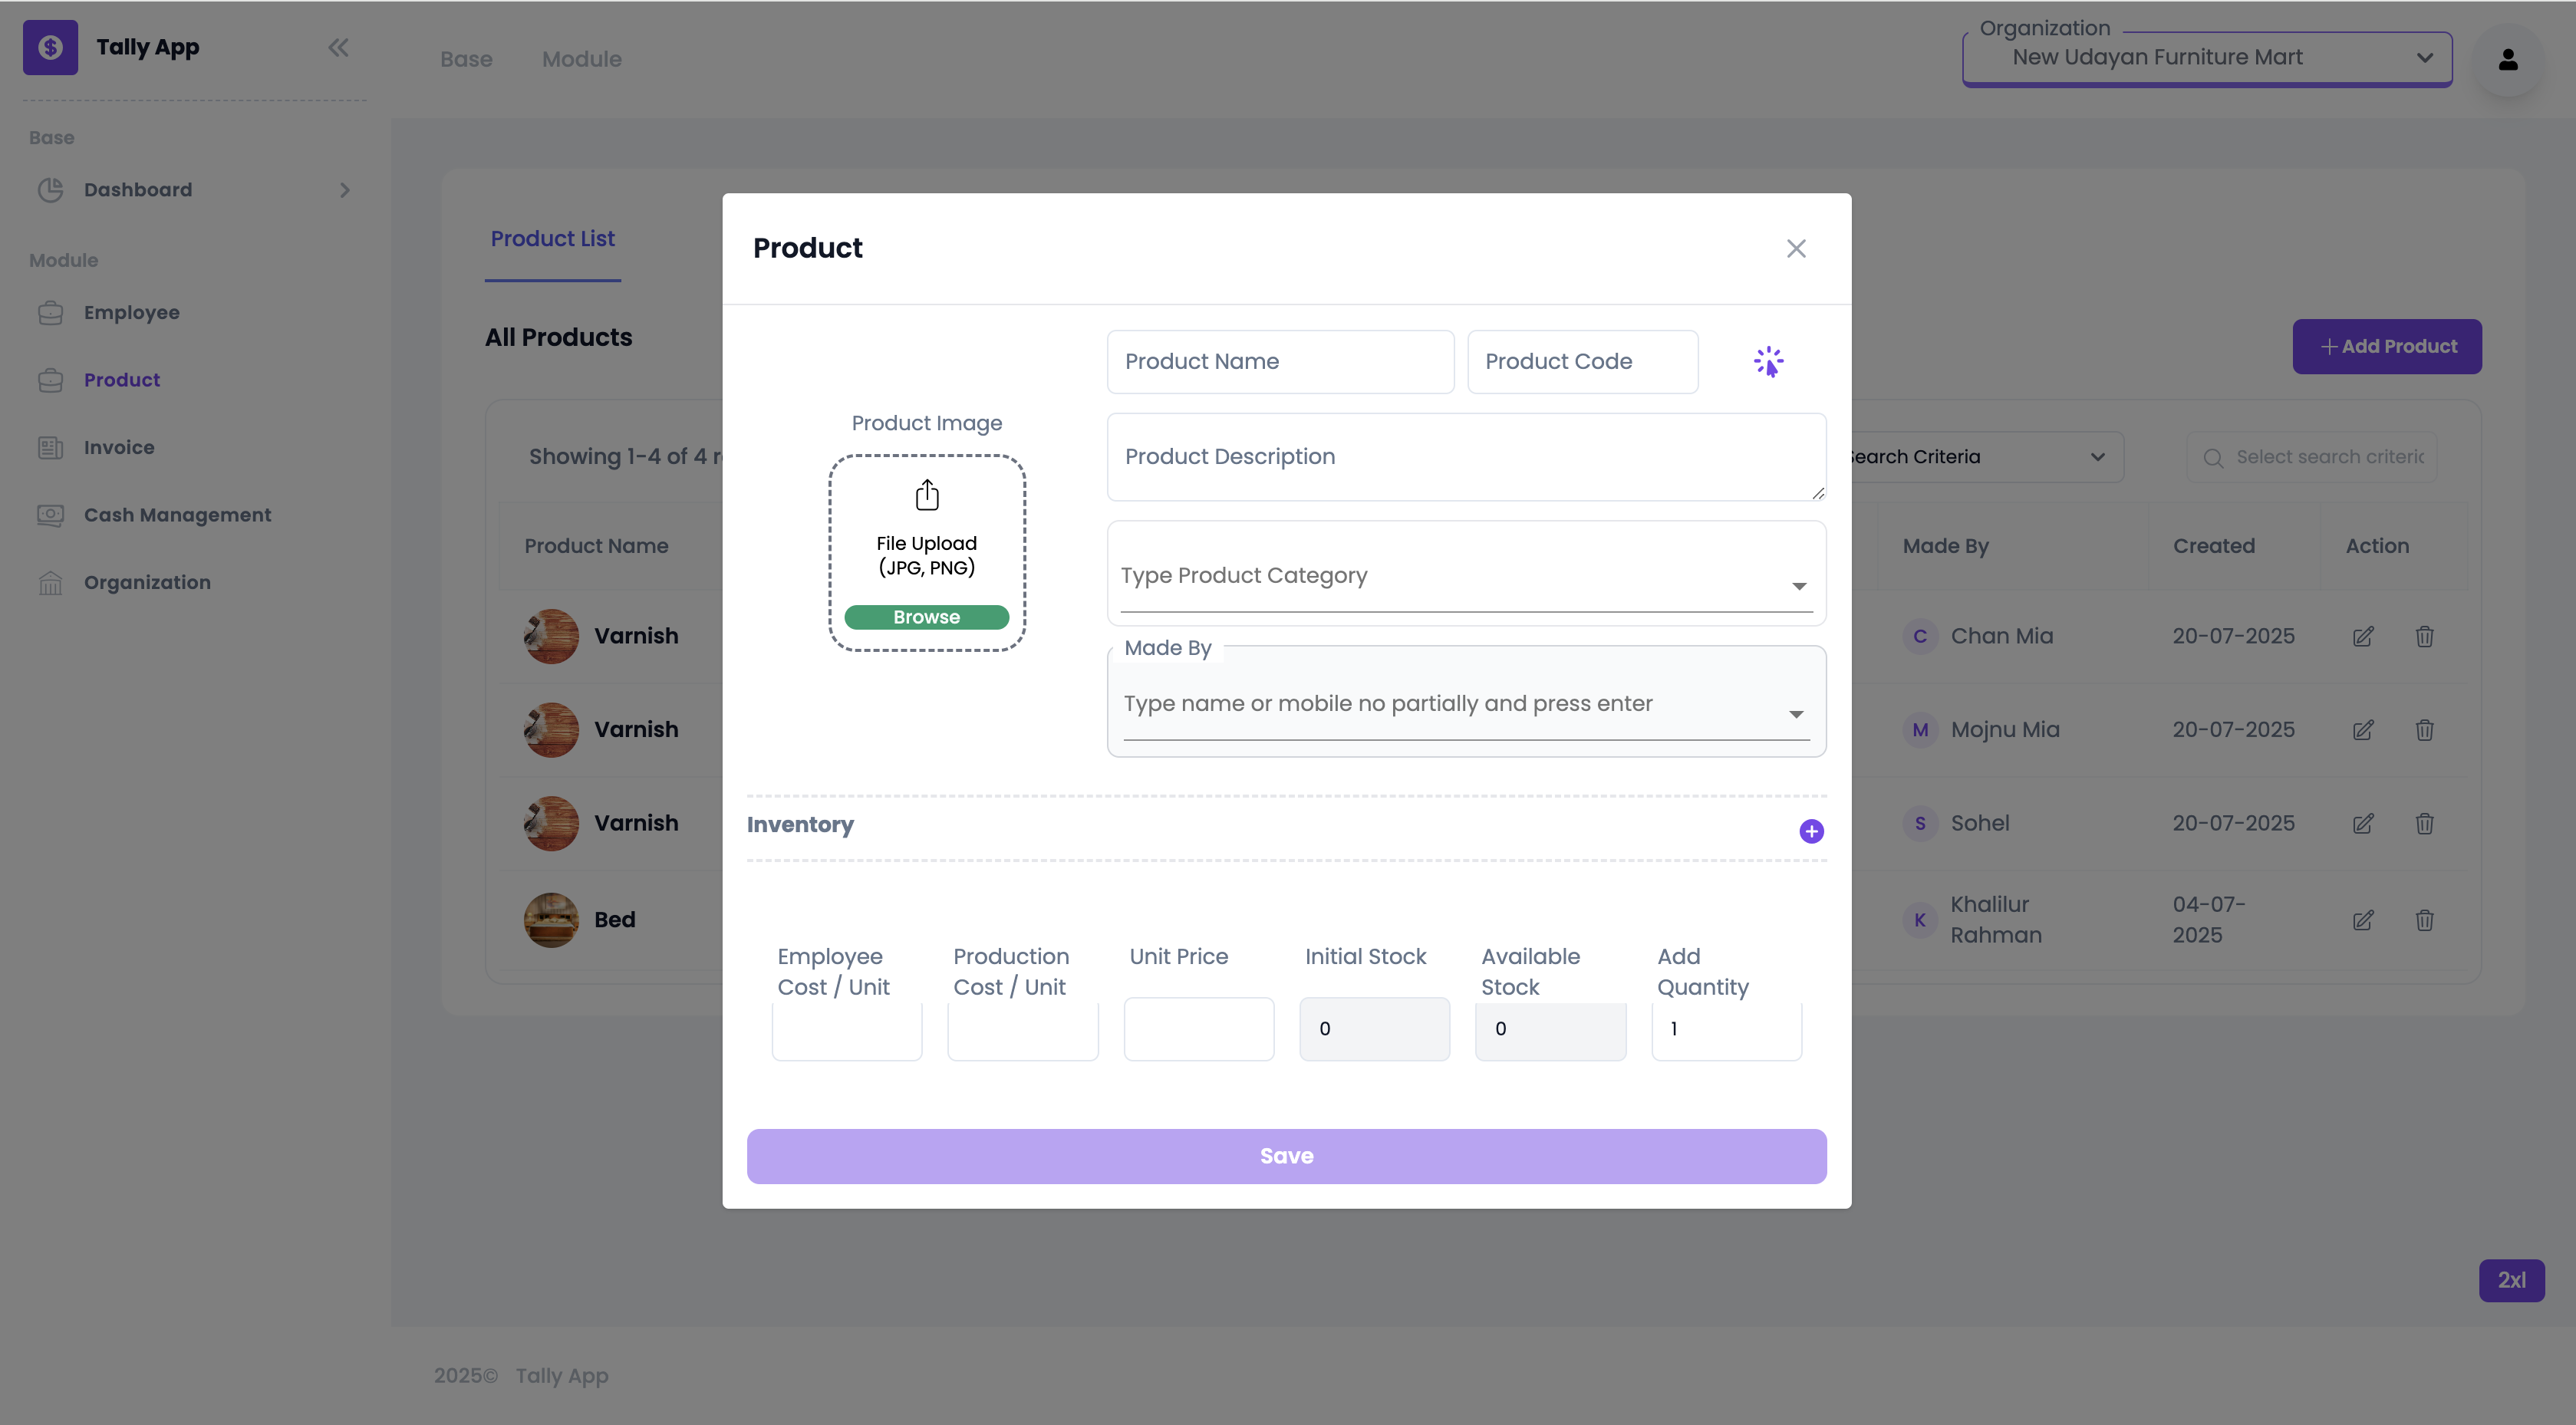 Tally App
Base
Module
Organization
New Udayan Furniture Mart
Base
Dashboard
Module
Employee
Product
Invoice
Cash Management
Organization
Product List
All Products
Add Product
Showing 1-4 of 4
Search Criteria
Select search criteric
Product Name
Made By
Created
Action
Varnish
C
Chan Mia
20-07-2025
Varnish
M
Mojnu Mia
20-07-2025
Varnish
S
Sohel
20-07-2025
Bed
K
Khalilur
Rahman
04-07-
2025
Product
Product Name
Product Code
Product Image
File Upload
(JPG, PNG)
Browse
Product Description
Type Product Category
Made By
Type name or mobile no partially and press enter
Inventory
Employee
Cost / Unit
Production
Cost / Unit
Unit Price
Initial Stock
Available
Stock
Add
Quantity
0
0
1
Save
2xl
2025© Tally App